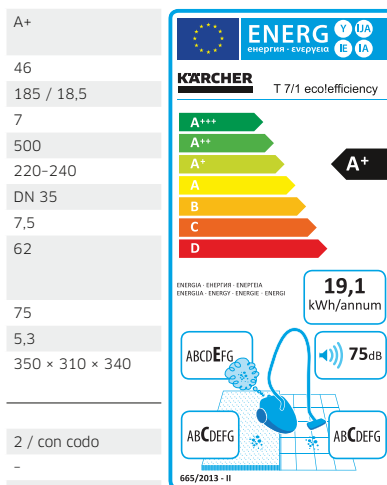 A+
46
185 / 18,5
7
500
220-240
DN 35
7,5
62
75
5,3
350 × 310 × 340
2 / con codo
–
ENERG
енергия · ενεργεια
Y
IJA
IE
IA
KÄRCHER
T 7/1 eco!efficiency
A+++
A++
A+
A
B
C
D
A+
ENERGIA · ЕНЕРГИЯ · ΕΝΕΡΓΕΙΑ
ENERGIJA · ENERGY · ENERGIE · ENERGI
19,1
kWh/annum
ABCDEFG
75dB
ABCDEFG
ABCDEFG
665/2013 - II